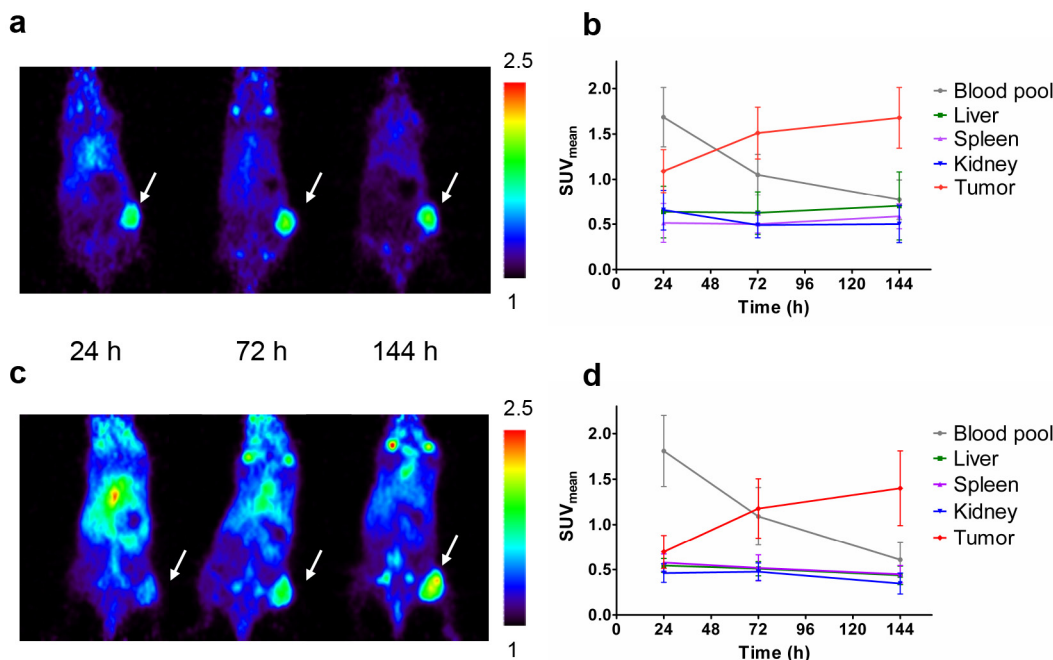 a
2.5
1
24 h
72 h
144 h
b
SUVmean
2.0
1.5
1.0
0.5
0.0
0
24
48
72
96
120
144
Time (h)
Blood pool
Liver
Spleen
Kidney
Tumor
c
2.5
1
d
SUVmean
2.0
1.5
1.0
0.5
0.0
0
24
48
72
96
120
144
Time (h)
Blood pool
Liver
Spleen
Kidney
Tumor